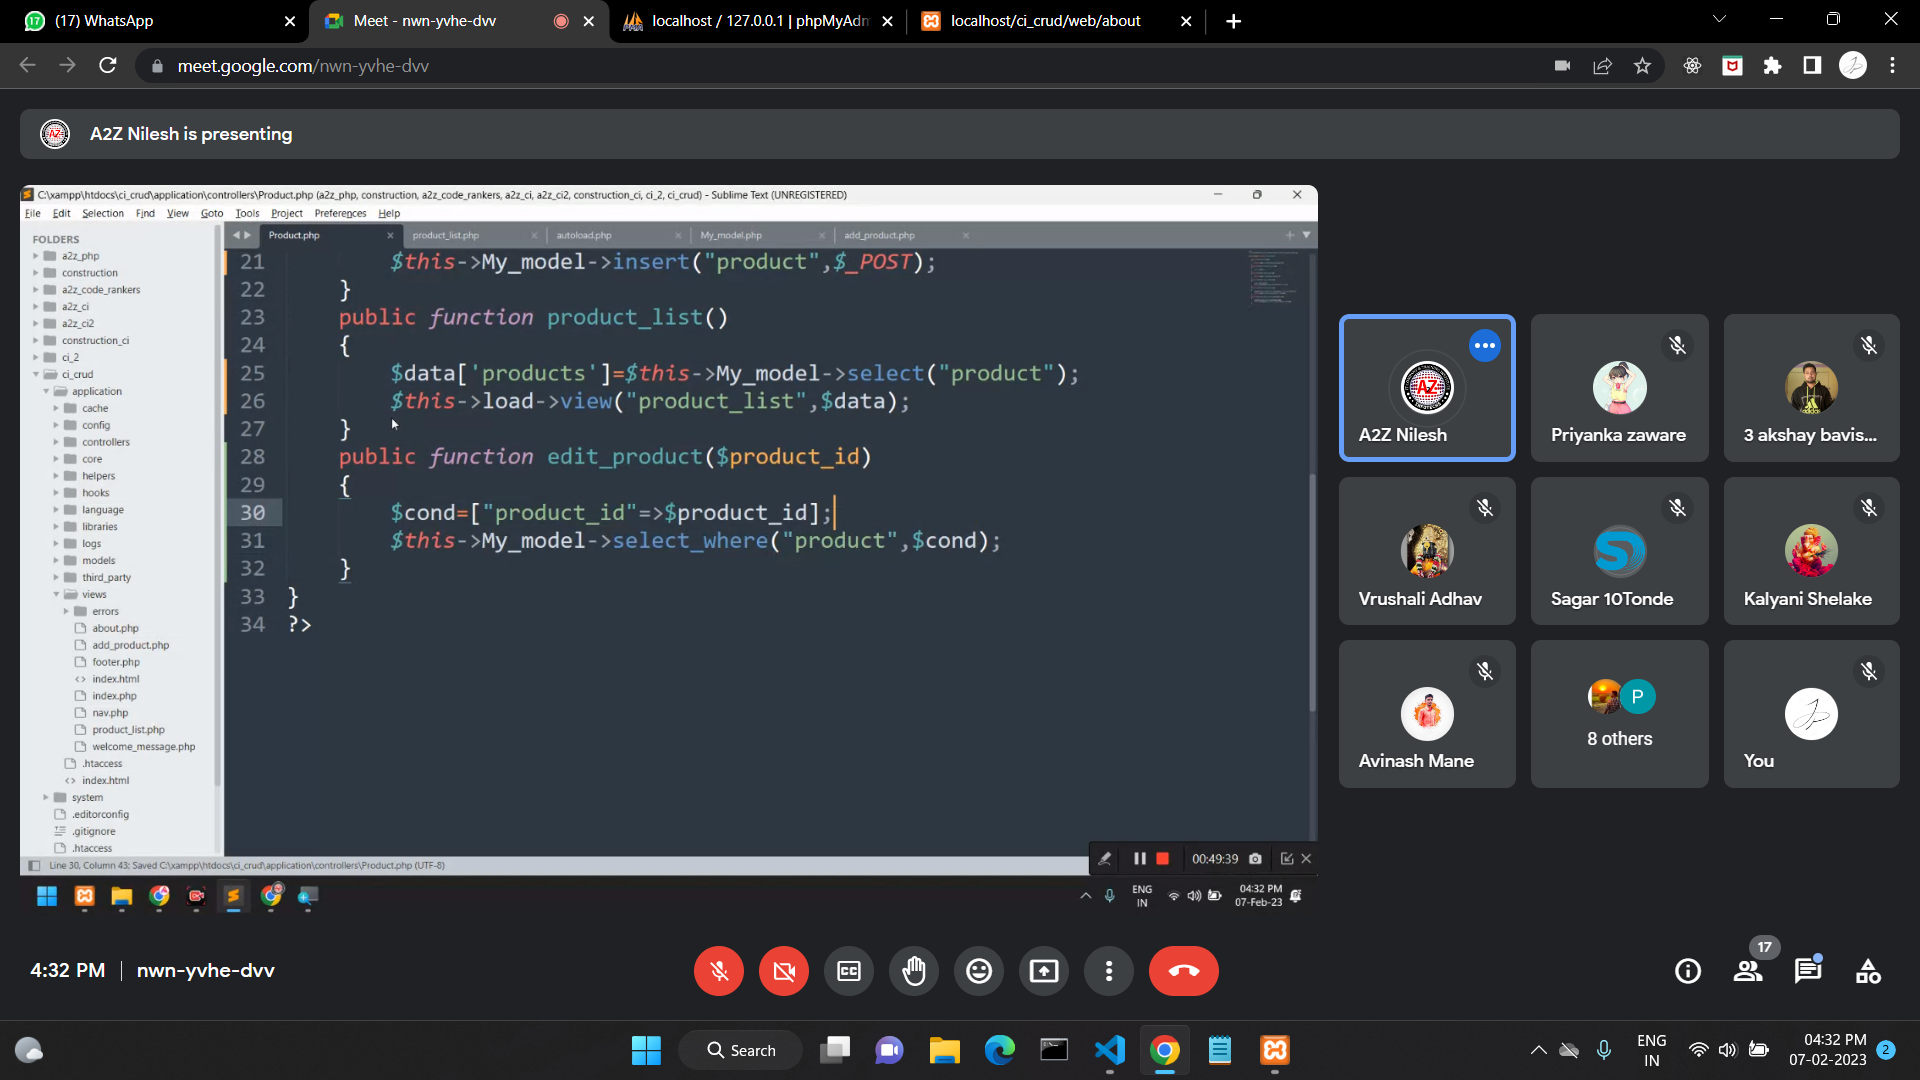 (17) WhatsApp
Meet - nwn-yvhe-dvv
localhost / 127.0.0.1 | phpMyAdm
localhost/ci_crud/web/about
meet.google.com/nwn-yvhe-dvv
A2Z Nilesh is presenting
C:\xampp\htdocs\ci_crud\application\controllers\Product.php (a2z_php, construction, a2z_code_rankers, a2z_ci, a2z_ci2, construction_ci, ci_2, ci_crud) - Sublime Text (UNREGISTERED)
File Edit Selection Find View Goto Tools Project Preferences Help
FOLDERS
a2z_php
construction
a2z_code_rankers
a2z_ci
a2z_ci2
construction_ci
ci_2
ci_crud
application
cache
config
controllers
core
helpers
hooks
language
libraries
logs
models
third_party
views
errors
about.php
add_product.php
footer.php
index.html
index.php
nav.php
product_list.php
welcome_message.php
.htaccess
index.html
system
.editorconfig
.gitignore
.htaccess
Product.php product_list.php autoload.php My_model.php add_product.php
21 $this->My_model->insert("product",$_POST);
22 }
23 public function product_list()
24 {
25 $data['products']=$this->My_model->select("product");
26 $this->load->view("product_list",$data);
27 }
28 public function edit_product($product_id)
29 {
30 $cond=["product_id"=>$product_id];
31 $this->My_model->select_where("product",$cond);
32 }
33 }
34 ?>
Line 30, Column 43; Saved C:\xampp\htdocs\ci_crud\application\controllers\Product.php (UTF-8)
00:49:39
ENG
IN
04:32 PM
07-Feb-23
A2Z Nilesh
Priyanka zaware
3 akshay bavis...
Vrushali Adhav
Sagar 10Tonde
Kalyani Shelake
Avinash Mane
P
8 others
You
4:32 PM | nwn-yvhe-dvv
17
Search
ENG
IN
04:32 PM
07-02-2023
2